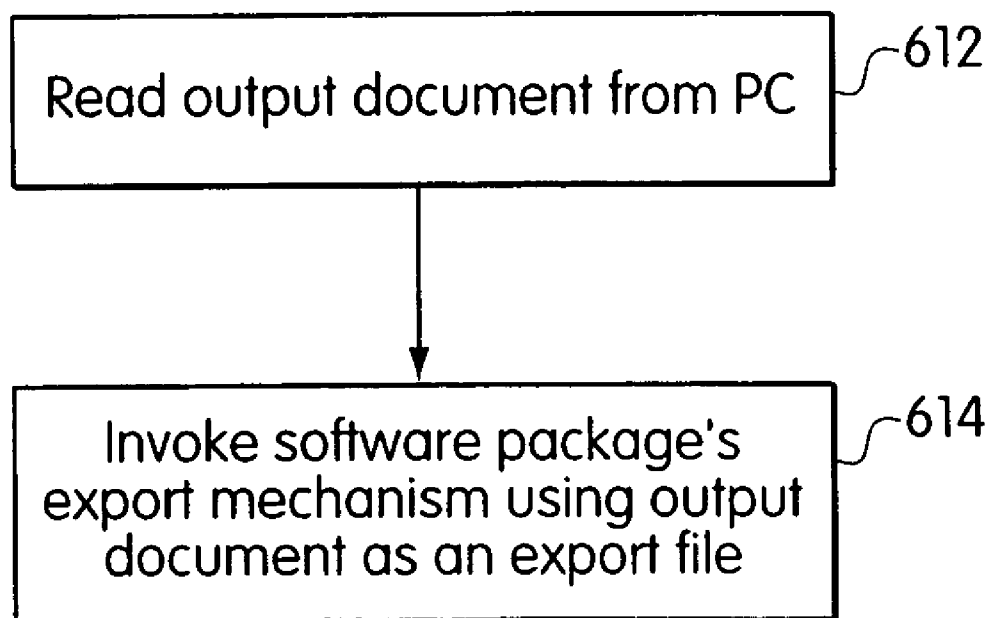 Read output document from PC
612
Invoke software package's
export mechanism using output
document as an export file
614